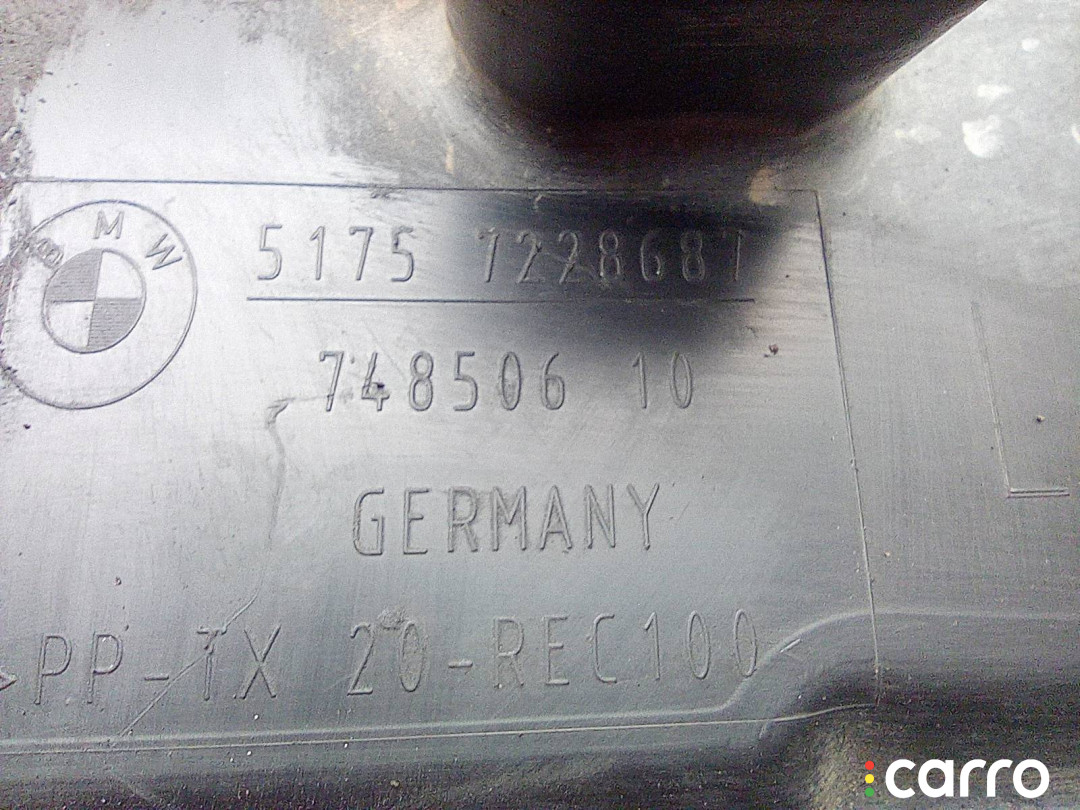 BMW
5175 7228687
748506 10
GERMANY
>PP-TX 20-REC100
L
carro